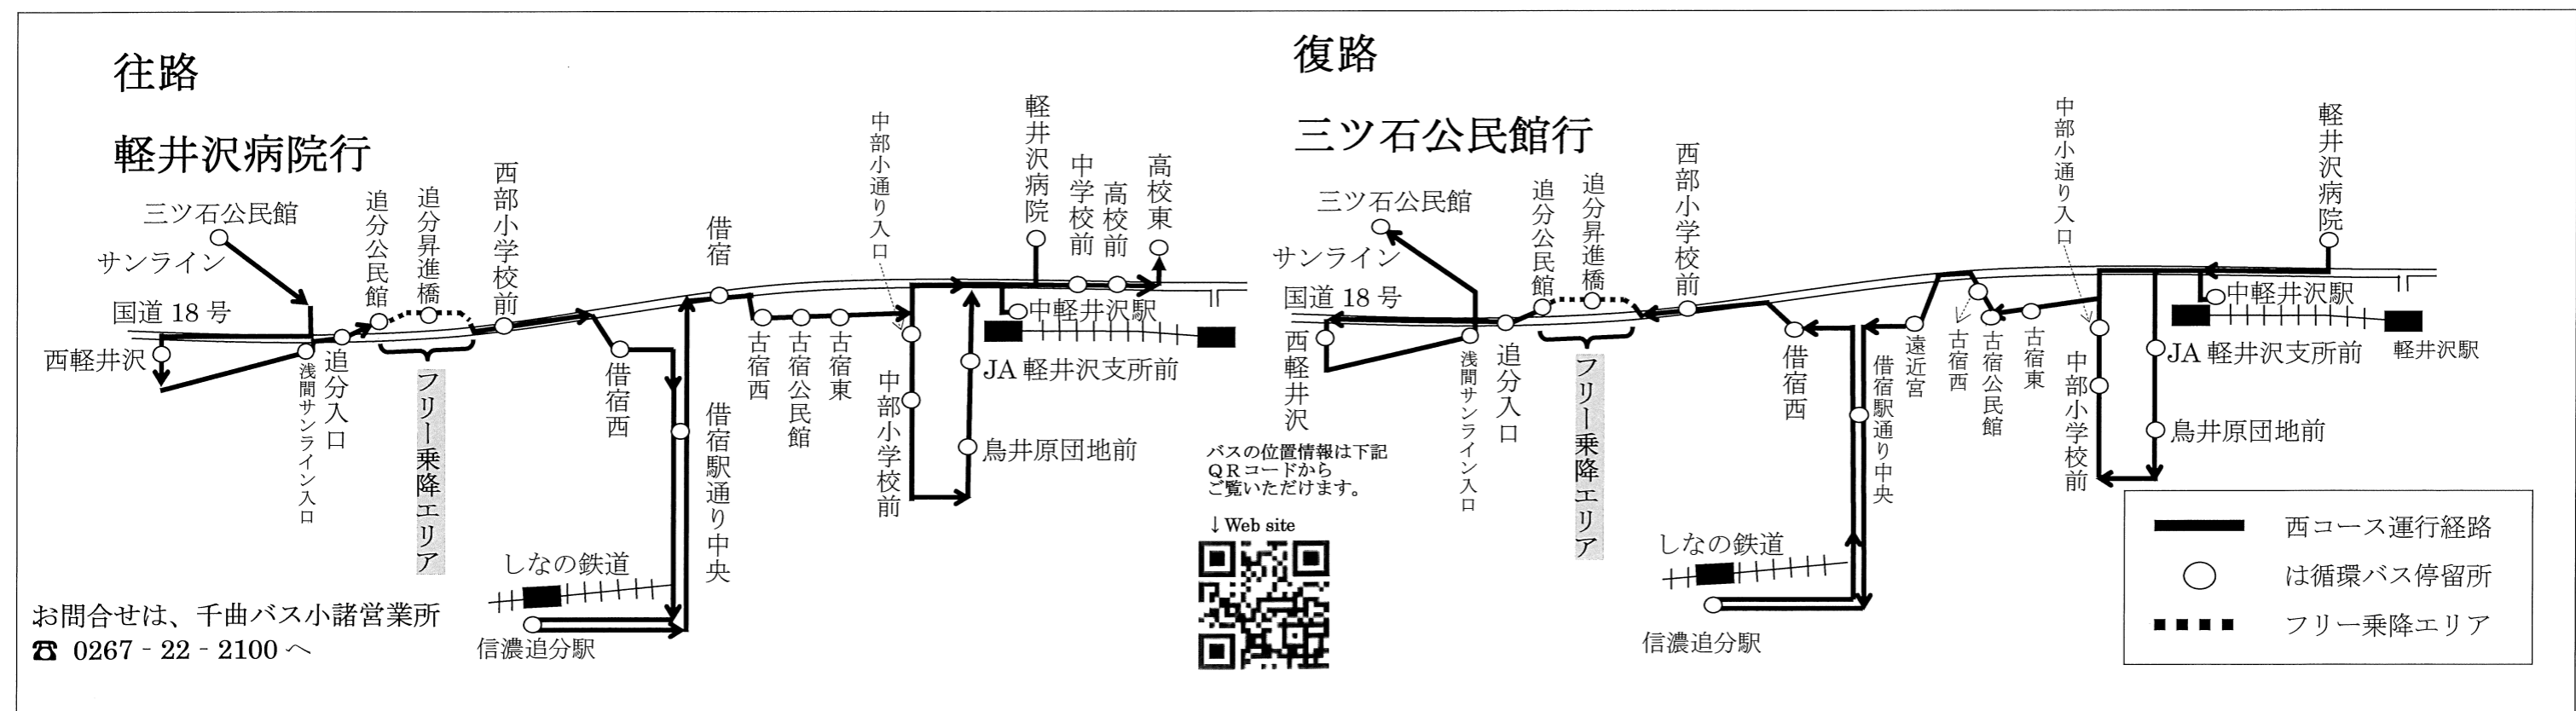 往路
軽井沢病院行
三ツ石公民館
サンライン
国道 18 号
西軽井沢
浅間サンライン入口
追分入口
追分公民館
追分昇進橋
フリー乗降エリア
西部小学校前
借宿西
借宿駅通り中央
しなの鉄道
信濃追分駅
借宿
古宿西
古宿公民館
古宿東
中部小通り入口
中部小学校前
鳥井原団地前
JA 軽井沢支所前
中軽井沢駅
軽井沢病院
中学校前
高校前
高校東
お問合せは、千曲バス小諸営業所
☎ 0267‐22‐2100 へ
復路
三ツ石公民館行
三ツ石公民館
サンライン
国道 18 号
西軽井沢
浅間サンライン入口
追分入口
追分公民館
追分昇進橋
フリー乗降エリア
西部小学校前
借宿西
借宿駅通り中央
しなの鉄道
信濃追分駅
遠近宮
古宿西
古宿公民館
古宿東
中部小通り入口
中部小学校前
鳥井原団地前
JA 軽井沢支所前
中軽井沢駅
軽井沢駅
軽井沢病院
バスの位置情報は下記
ＱＲコードから
ご覧いただけます。
↓Web site
西コース運行経路
は循環バス停留所
フリー乗降エリア